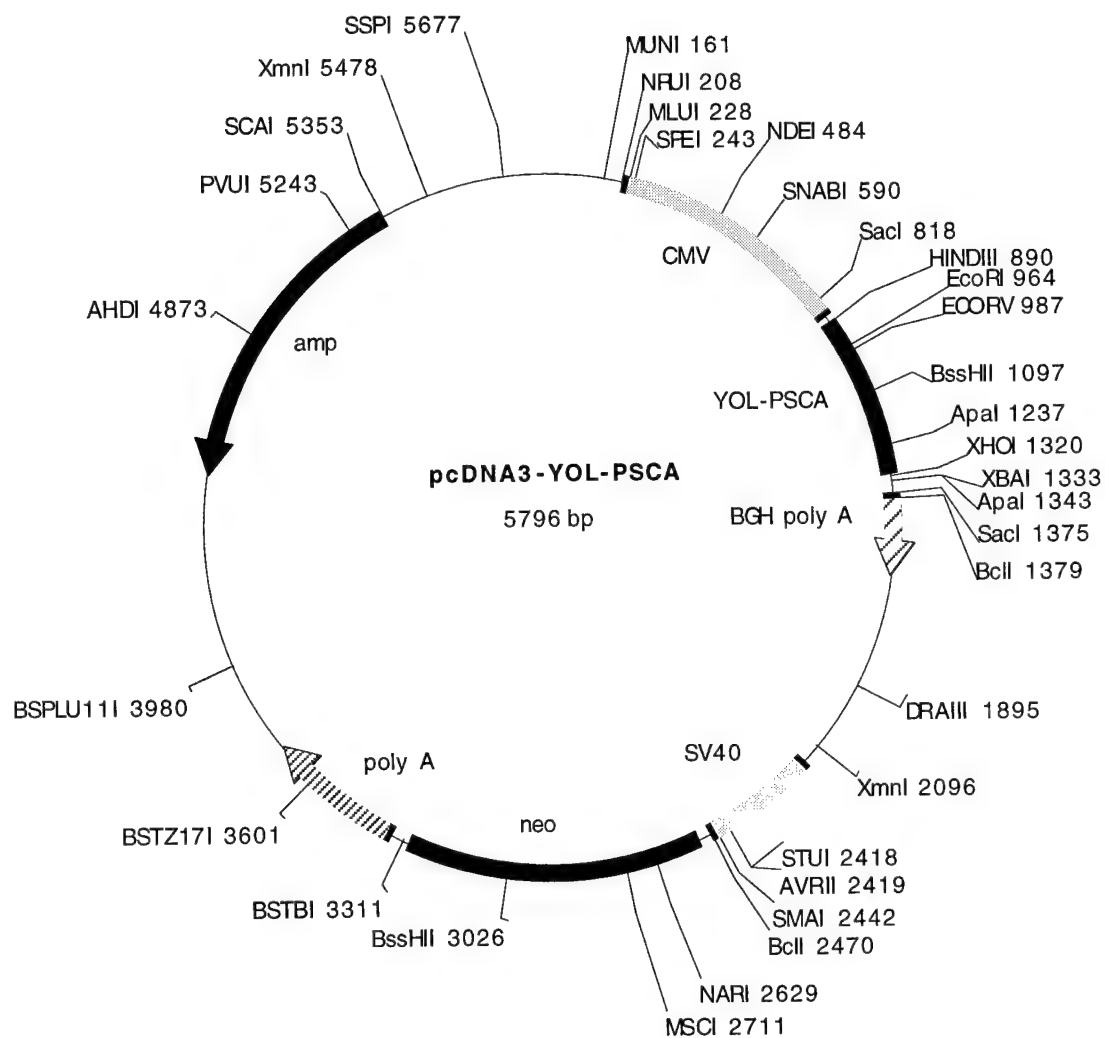 SSPI 5677
MUNI 161
XmnI 5478
NRUI 208
MLUI 228
SCAI 5353
SPEI 243
NDEI 484
PVUI 5243
SNABI 590
SacI 818
CMV
HINDIII 890
EcoRI 964
ECORV 987
AHDI 4873
amp
BssHII 1097
YOL-PSCA
ApaI 1237
XHOI 1320
pcDNA3-YOL-PSCA
XBAI 1333
ApaI 1343
5796 bp
BGH poly A
SacI 1375
BclI 1379
BSPLU11I 3980
DRAIII 1895
SV40
poly A
XmnI 2096
BSTZ17I 3601
neo
STUI 2418
AVRII 2419
BSTBI 3311
SMAI 2442
BssHII 3026
BclI 2470
NARI 2629
MSCI 2711